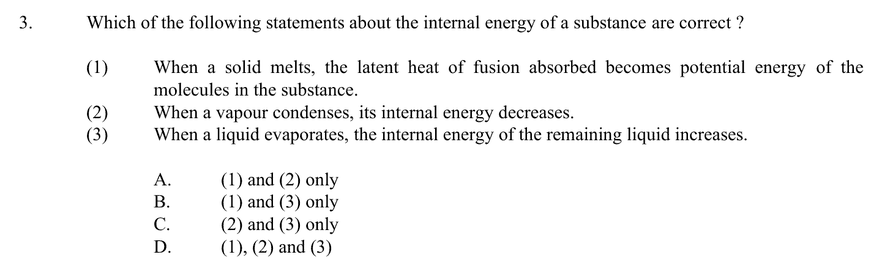 3. Which of the following statements about the internal energy of a substance are correct ?
(1) When a solid melts, the latent heat of fusion absorbed becomes potential energy of the
molecules in the substance.
(2) When a vapour condenses, its internal energy decreases.
(3) When a liquid evaporates, the internal energy of the remaining liquid increases.
A. (1) and (2) only
B. (1) and (3) only
C. (2) and (3) only
D. (1), (2) and (3)